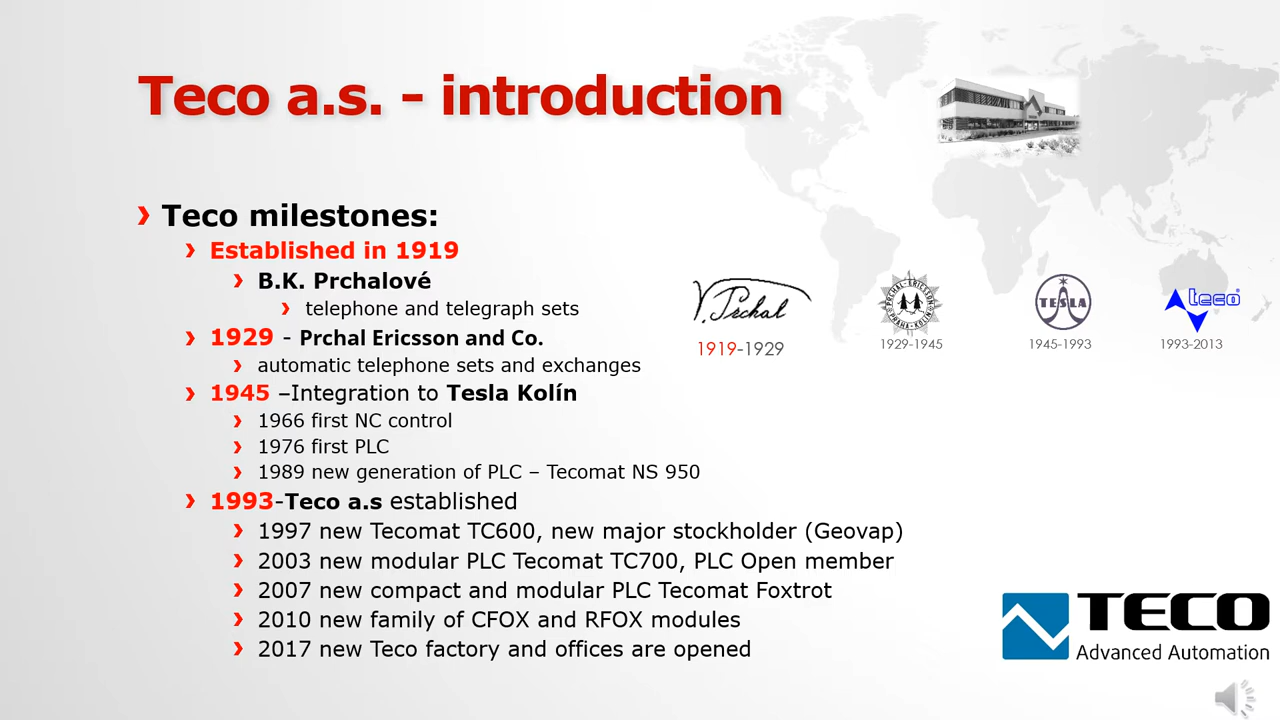 Teco a.s. - introduction
Teco milestones:
Established in 1919
B.K. Prchalové
telephone and telegraph sets
1929 - Prchal Ericsson and Co.
automatic telephone sets and exchanges
1945 –Integration to Tesla Kolín
1966 first NC control
1976 first PLC
1989 new generation of PLC – Tecomat NS 950
1993-Teco a.s established
1997 new Tecomat TC600, new major stockholder (Geovap)
2003 new modular PLC Tecomat TC700, PLC Open member
2007 new compact and modular PLC Tecomat Foxtrot
2010 new family of CFOX and RFOX modules
2017 new Teco factory and offices are opened
V. Prchal
1919-1929
PRCHAL-ERICSSON
PRAHA-KOLÍN
1929-1945
TESLA
1945-1993
teco
1993-2013
TECO
Advanced Automation